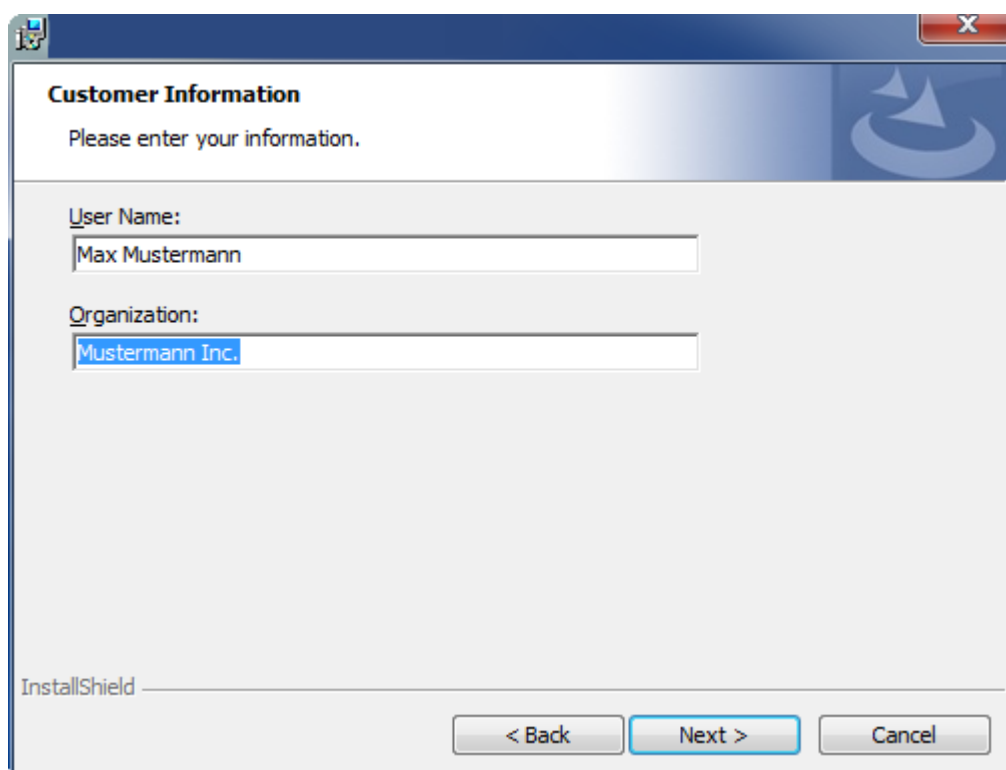 Customer Information
Please enter your information.
User Name:
Max Mustermann
Organization:
Mustermann Inc.
InstallShield
< Back Next > Cancel